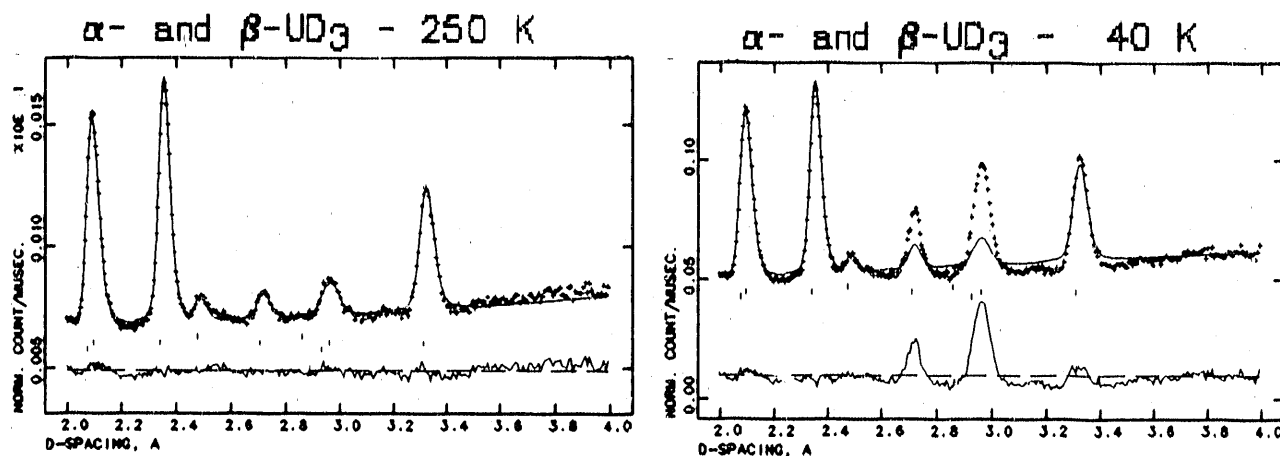 α- and β-UD3 - 250 K
X10E 1
0.015
0.010
0.005
NORM. COUNT/MUSEC.
2.0 2.2 2.4 2.6 2.8 3.0 3.2 3.4 3.6 3.8 4.0
D-SPACING, A
α- and β-UD3 - 40 K
0.10
0.05
0.00
NORM. COUNT/MUSEC.
2.0 2.2 2.4 2.6 2.8 3.0 3.2 3.4 3.6 3.8 4.0
D-SPACING, A